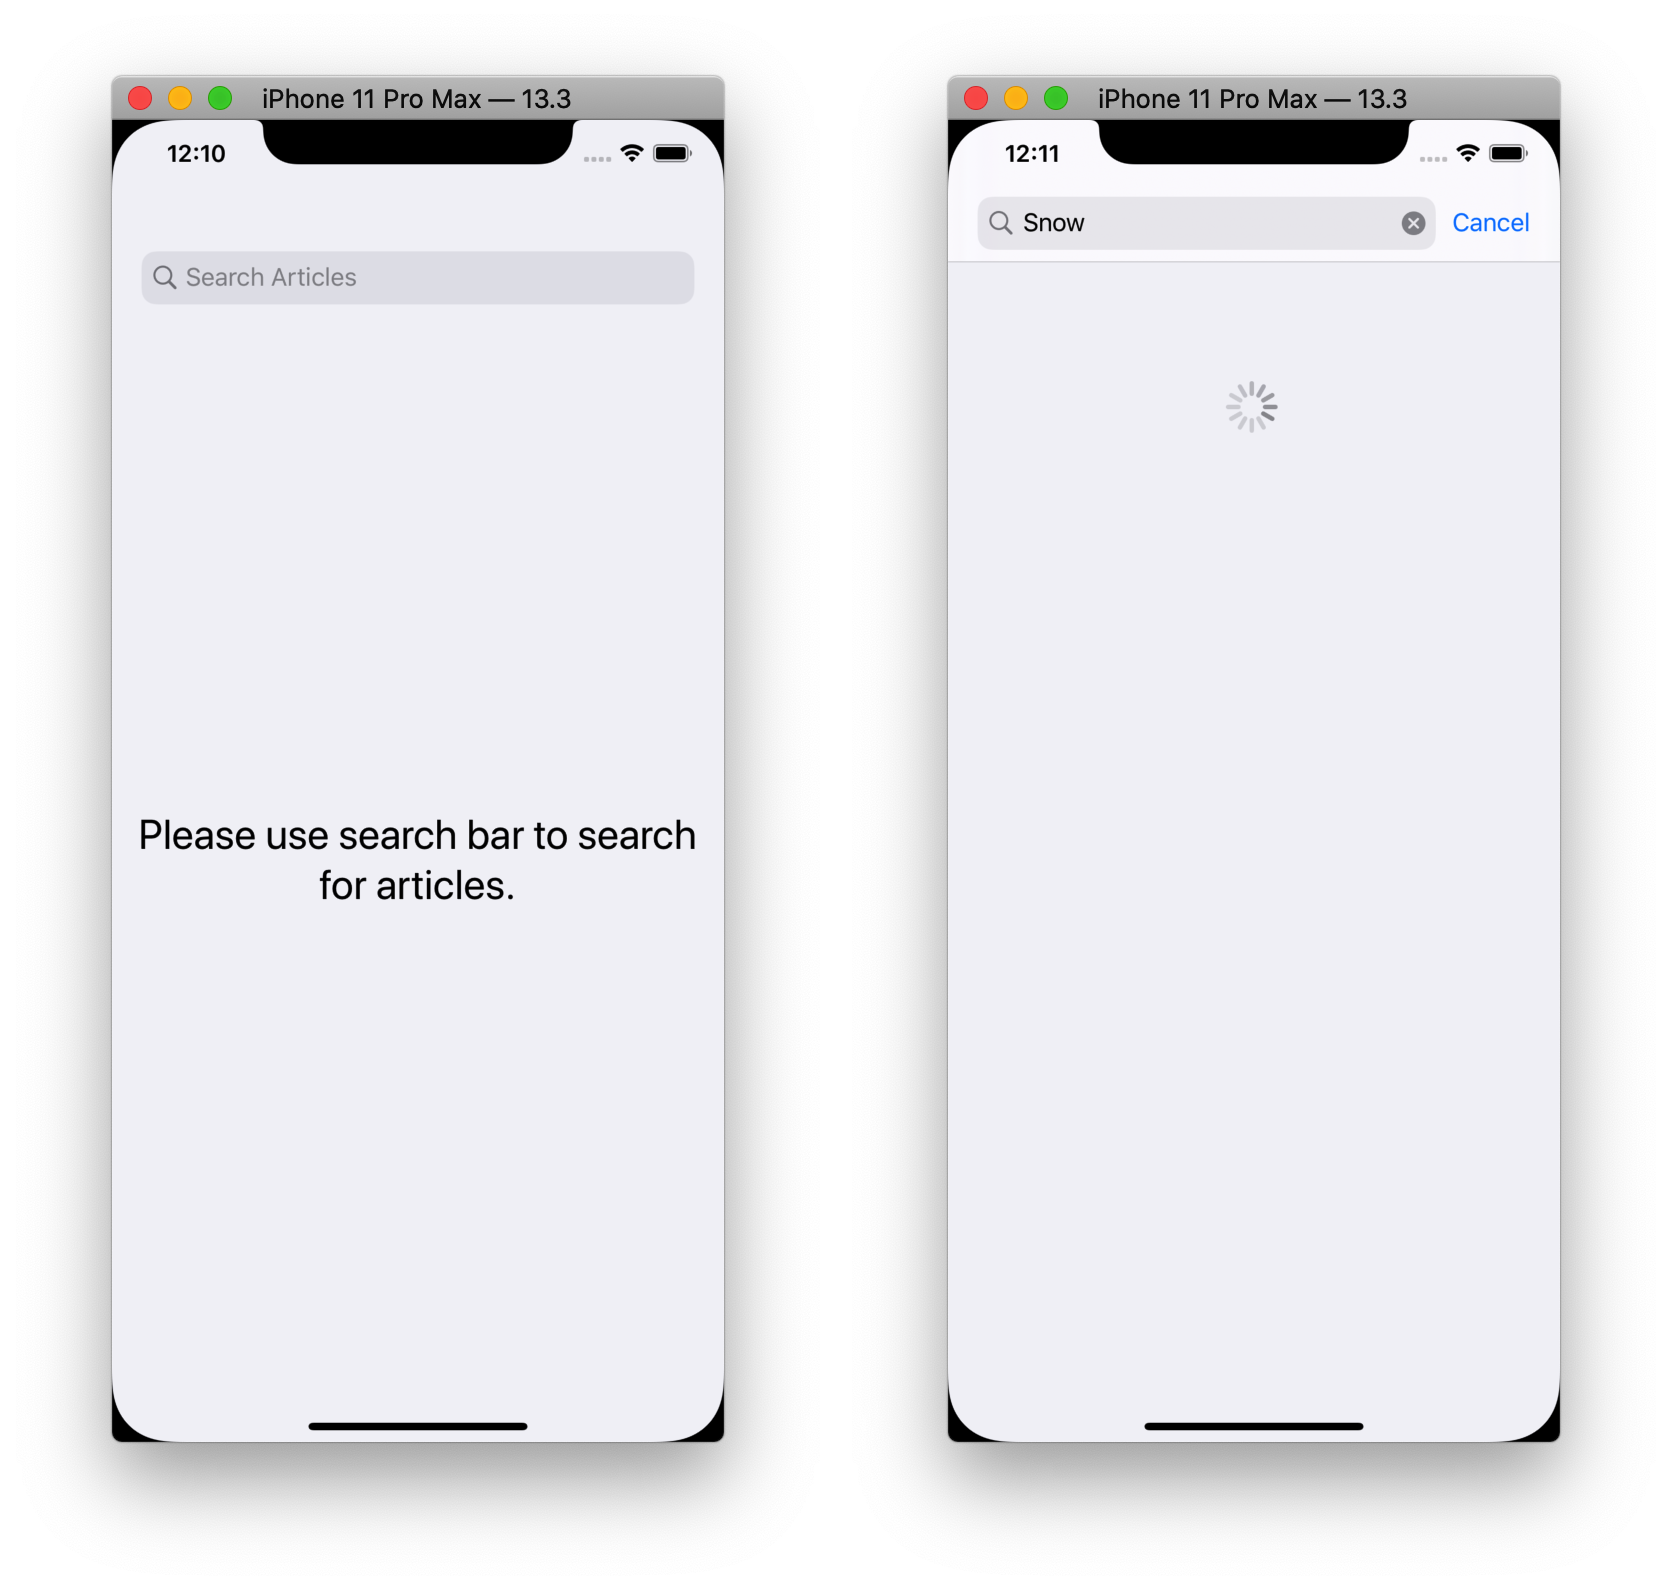 iPhone 11 Pro Max — 13.3
12:10
Search Articles
Please use search bar to search
for articles.
iPhone 11 Pro Max — 13.3
12:11
Snow
Cancel